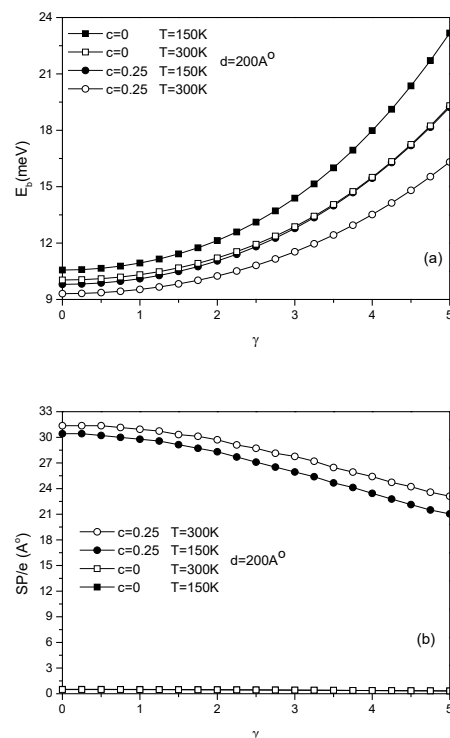 24
21
18
15
12
9
E_b(meV)
c=0 T=150K
c=0 T=300K
c=0.25 T=150K
c=0.25 T=300K
d=200A^O
(a)
0 1 2 3 4 5
γ
33
30
27
24
21
18
15
12
9
6
3
0
SP/e (A^o)
c=0.25 T=300K
c=0.25 T=150K
c=0 T=300K
c=0 T=150K
d=200A^O
(b)
0 1 2 3 4 5
γ